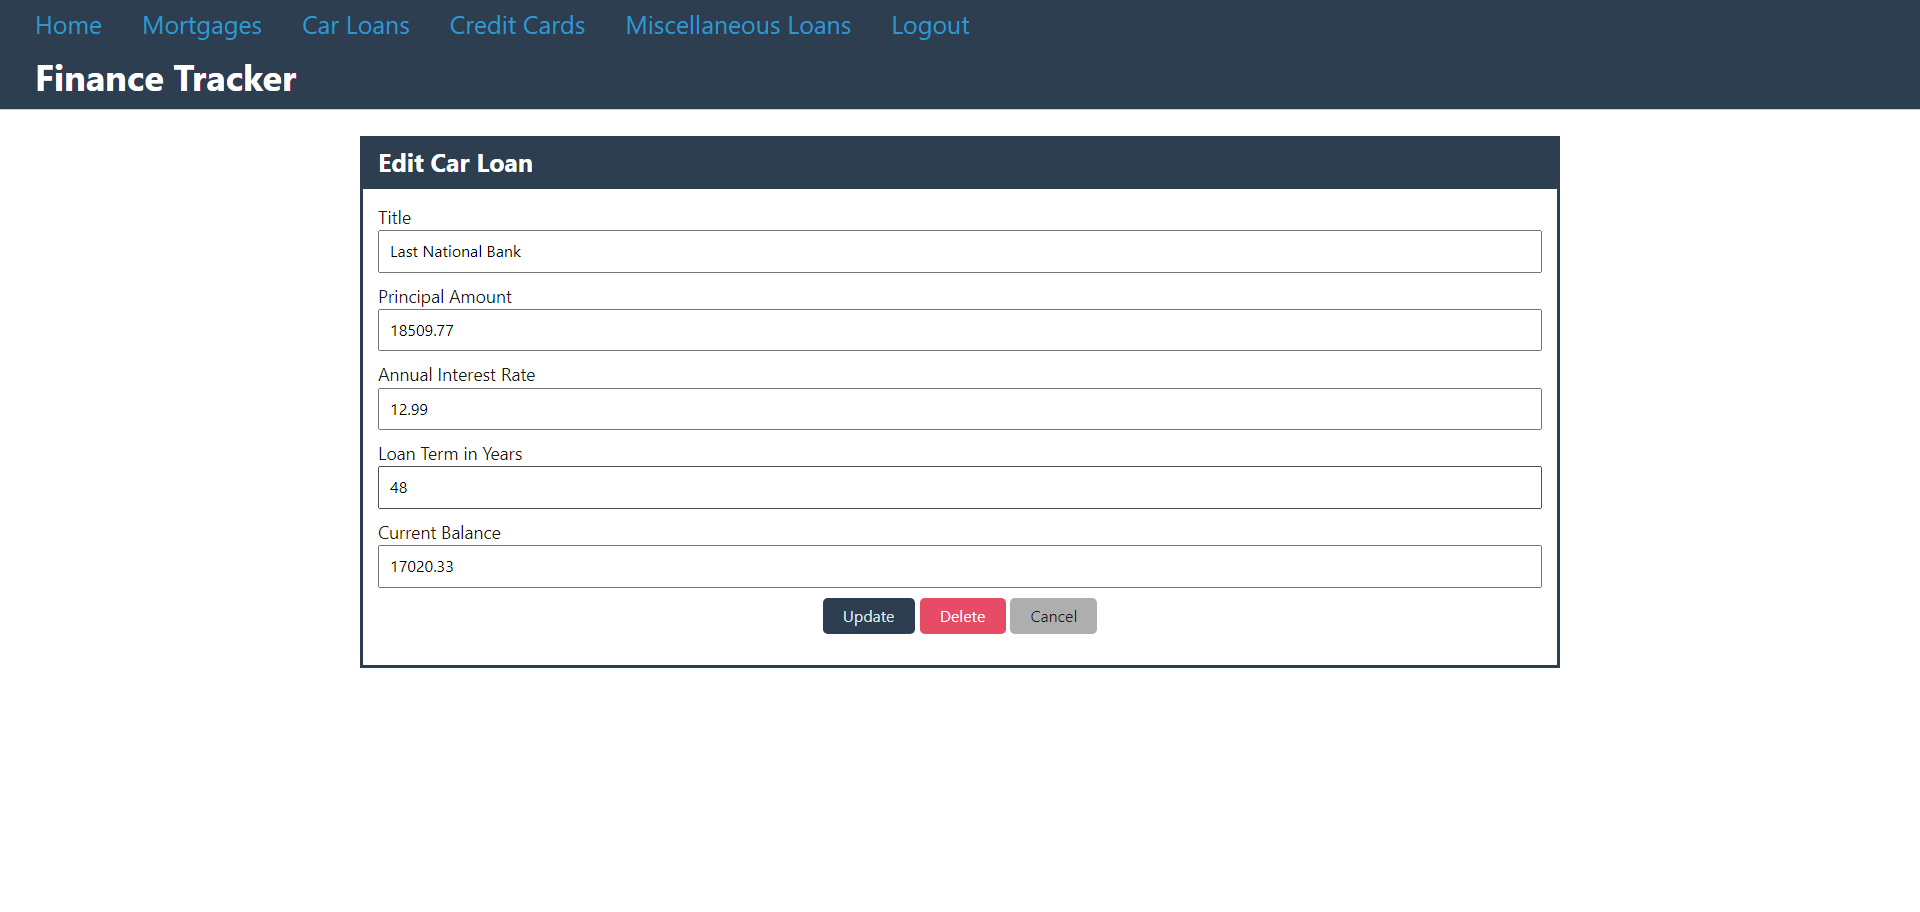 Home Mortgages Car Loans Credit Cards Miscellaneous Loans Logout
Finance Tracker
Edit Car Loan
Title
Last National Bank
Principal Amount
18509.77
Annual Interest Rate
12.99
Loan Term in Years
48
Current Balance
17020.33
Update Delete Cancel